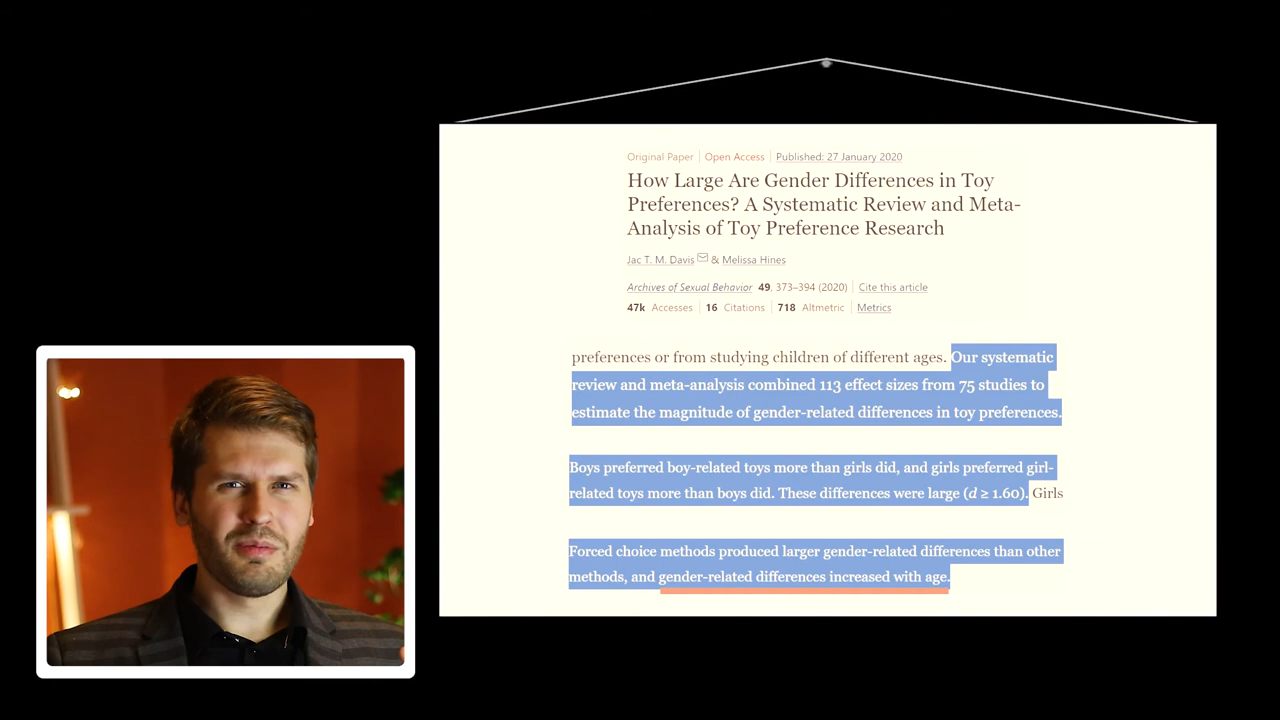 Original Paper | Open Access | Published: 27 January 2020
How Large Are Gender Differences in Toy
Preferences? A Systematic Review and Meta-
Analysis of Toy Preference Research
Jac T. M. Davis & Melissa Hines
Archives of Sexual Behavior 49, 373–394 (2020) | Cite this article
47k Accesses | 16 Citations | 718 Altmetric | Metrics
preferences or from studying children of different ages. Our systematic
review and meta-analysis combined 113 effect sizes from 75 studies to
estimate the magnitude of gender-related differences in toy preferences.
Boys preferred boy-related toys more than girls did, and girls preferred girl-
related toys more than boys did. These differences were large (d ≥ 1.60). Girls
Forced choice methods produced larger gender-related differences than other
methods, and gender-related differences increased with age.